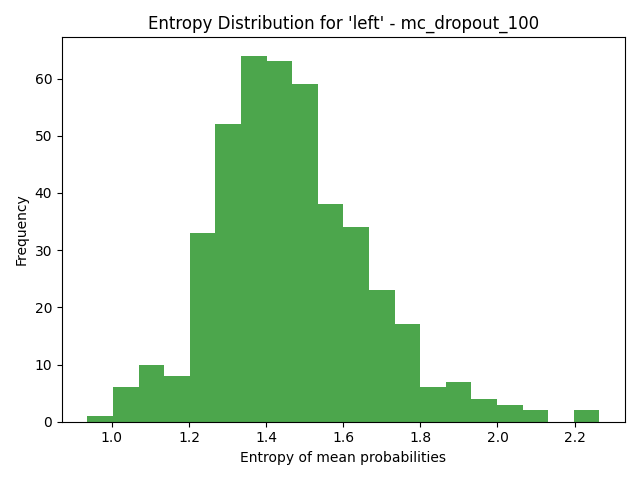 Entropy Distribution for 'left' - mc_dropout_100
60
50
40
30
20
10
0
Frequency
1.0 1.2 1.4 1.6 1.8 2.0 2.2
Entropy of mean probabilities